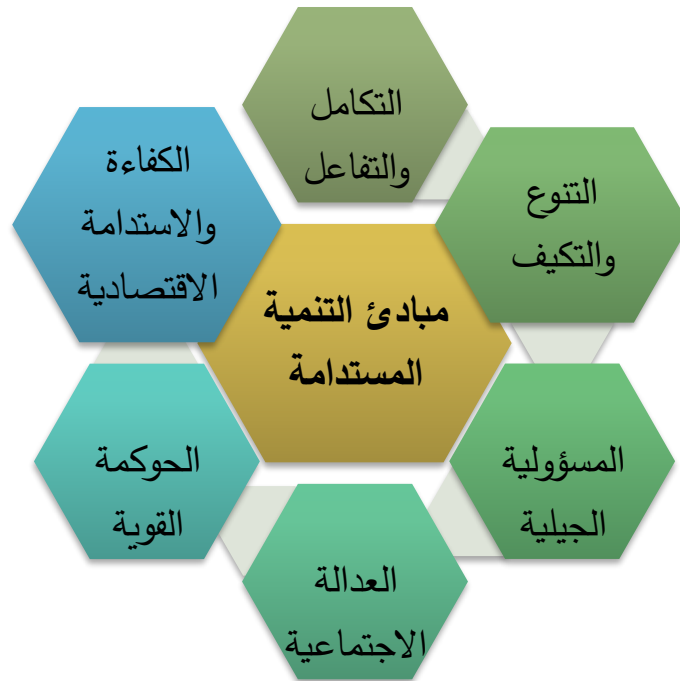 التكامل
والتفاعل
التنوع
والتكيف
المسؤولية
الجيلية
العدالة
الاجتماعية
الحوكمة
القوية
الكفاءة
والاستدامة
الاقتصادية
مبادئ التنمية
المستدامة